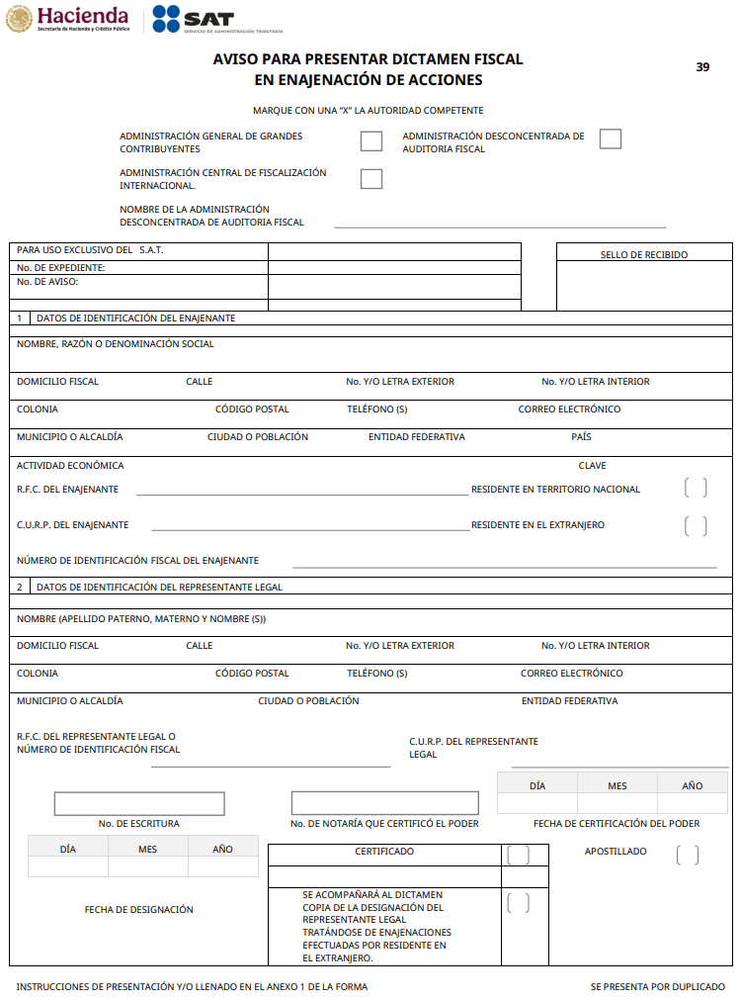 Hacienda
Secretaría de Hacienda y Crédito Público
SAT
SERVICIO DE ADMINISTRACIÓN TRIBUTARIA
AVISO PARA PRESENTAR DICTAMEN FISCAL
EN ENAJENACIÓN DE ACCIONES
39
MARQUE CON UNA “X” LA AUTORIDAD COMPETENTE
ADMINISTRACIÓN GENERAL DE GRANDES
CONTRIBUYENTES
ADMINISTRACIÓN DESCONCENTRADA DE
AUDITORIA FISCAL
ADMINISTRACIÓN CENTRAL DE FISCALIZACIÓN
INTERNACIONAL.
NOMBRE DE LA ADMINISTRACIÓN
DESCONCENTRADA DE AUDITORIA FISCAL
PARA USO EXCLUSIVO DEL S.A.T.
SELLO DE RECIBIDO
No. DE EXPEDIENTE:
No. DE AVISO:
1 DATOS DE IDENTIFICACIÓN DEL ENAJENANTE
NOMBRE, RAZÓN O DENOMINACIÓN SOCIAL
DOMICILIO FISCAL CALLE No. Y/O LETRA EXTERIOR No. Y/O LETRA INTERIOR
COLONIA CÓDIGO POSTAL TELÉFONO (S) CORREO ELECTRÓNICO
MUNICIPIO O ALCALDÍA CIUDAD O POBLACIÓN ENTIDAD FEDERATIVA PAÍS
ACTIVIDAD ECONÓMICA CLAVE
R.F.C. DEL ENAJENANTE RESIDENTE EN TERRITORIO NACIONAL
C.U.R.P. DEL ENAJENANTE RESIDENTE EN EL EXTRANJERO
NÚMERO DE IDENTIFICACIÓN FISCAL DEL ENAJENANTE
2 DATOS DE IDENTIFICACIÓN DEL REPRESENTANTE LEGAL
NOMBRE (APELLIDO PATERNO, MATERNO Y NOMBRE (S))
DOMICILIO FISCAL CALLE No. Y/O LETRA EXTERIOR No. Y/O LETRA INTERIOR
COLONIA CÓDIGO POSTAL TELÉFONO (S) CORREO ELECTRÓNICO
MUNICIPIO O ALCALDÍA CIUDAD O POBLACIÓN ENTIDAD FEDERATIVA
R.F.C. DEL REPRESENTANTE LEGAL O
NÚMERO DE IDENTIFICACIÓN FISCAL
C.U.R.P. DEL REPRESENTANTE
LEGAL
DÍA MES AÑO
No. DE ESCRITURA No. DE NOTARÍA QUE CERTIFICÓ EL PODER FECHA DE CERTIFICACIÓN DEL PODER
DÍA MES AÑO
CERTIFICADO APOSTILLADO
FECHA DE DESIGNACIÓN
SE ACOMPAÑARÁ AL DICTAMEN
COPIA DE LA DESIGNACIÓN DEL
REPRESENTANTE LEGAL
TRATÁNDOSE DE ENAJENACIONES
EFECTUADAS POR RESIDENTE EN
EL EXTRANJERO.
INSTRUCCIONES DE PRESENTACIÓN Y/O LLENADO EN EL ANEXO 1 DE LA FORMA SE PRESENTA POR DUPLICADO